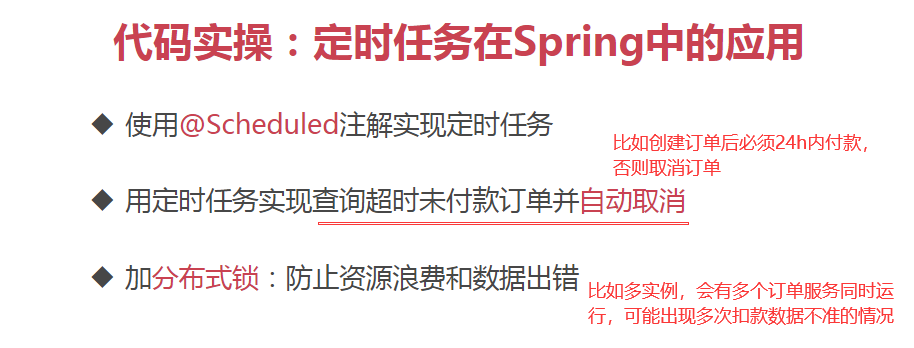 代码实操：定时任务在Spring中的应用
◆ 使用@Scheduled注解实现定时任务
比如创建订单后必须24h内付款，
否则取消订单
◆ 用定时任务实现查询超时未付款订单并自动取消
◆ 加分布式锁：防止资源浪费和数据出错
比如多实例，会有多个订单服务同时运
行，可能出现多次扣款数据不准的情况